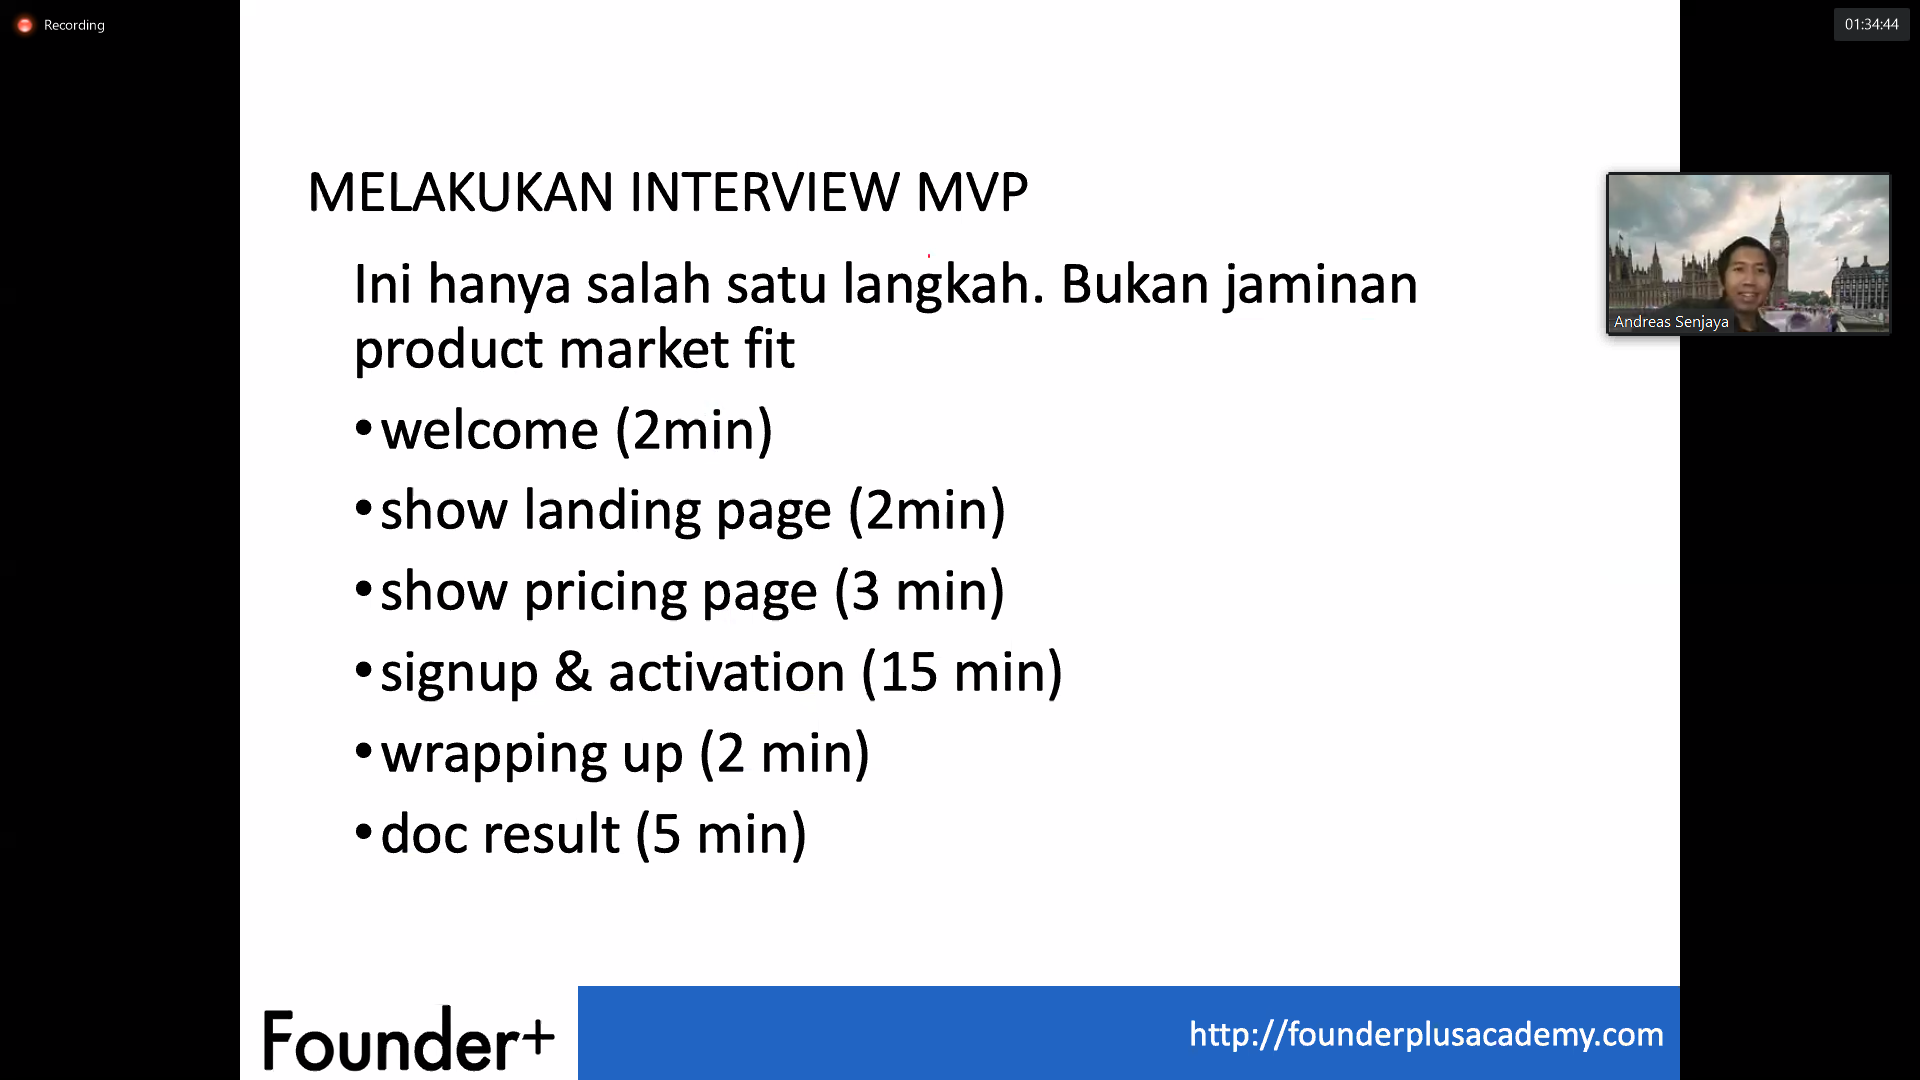 Recording
01:34:44
MELAKUKAN INTERVIEW MVP
Ini hanya salah satu langkah. Bukan jaminan
product market fit
•welcome (2min)
•show landing page (2min)
•show pricing page (3 min)
•signup & activation (15 min)
•wrapping up (2 min)
•doc result (5 min)
Andreas Senjaya
Founder+
http://founderplusacademy.com